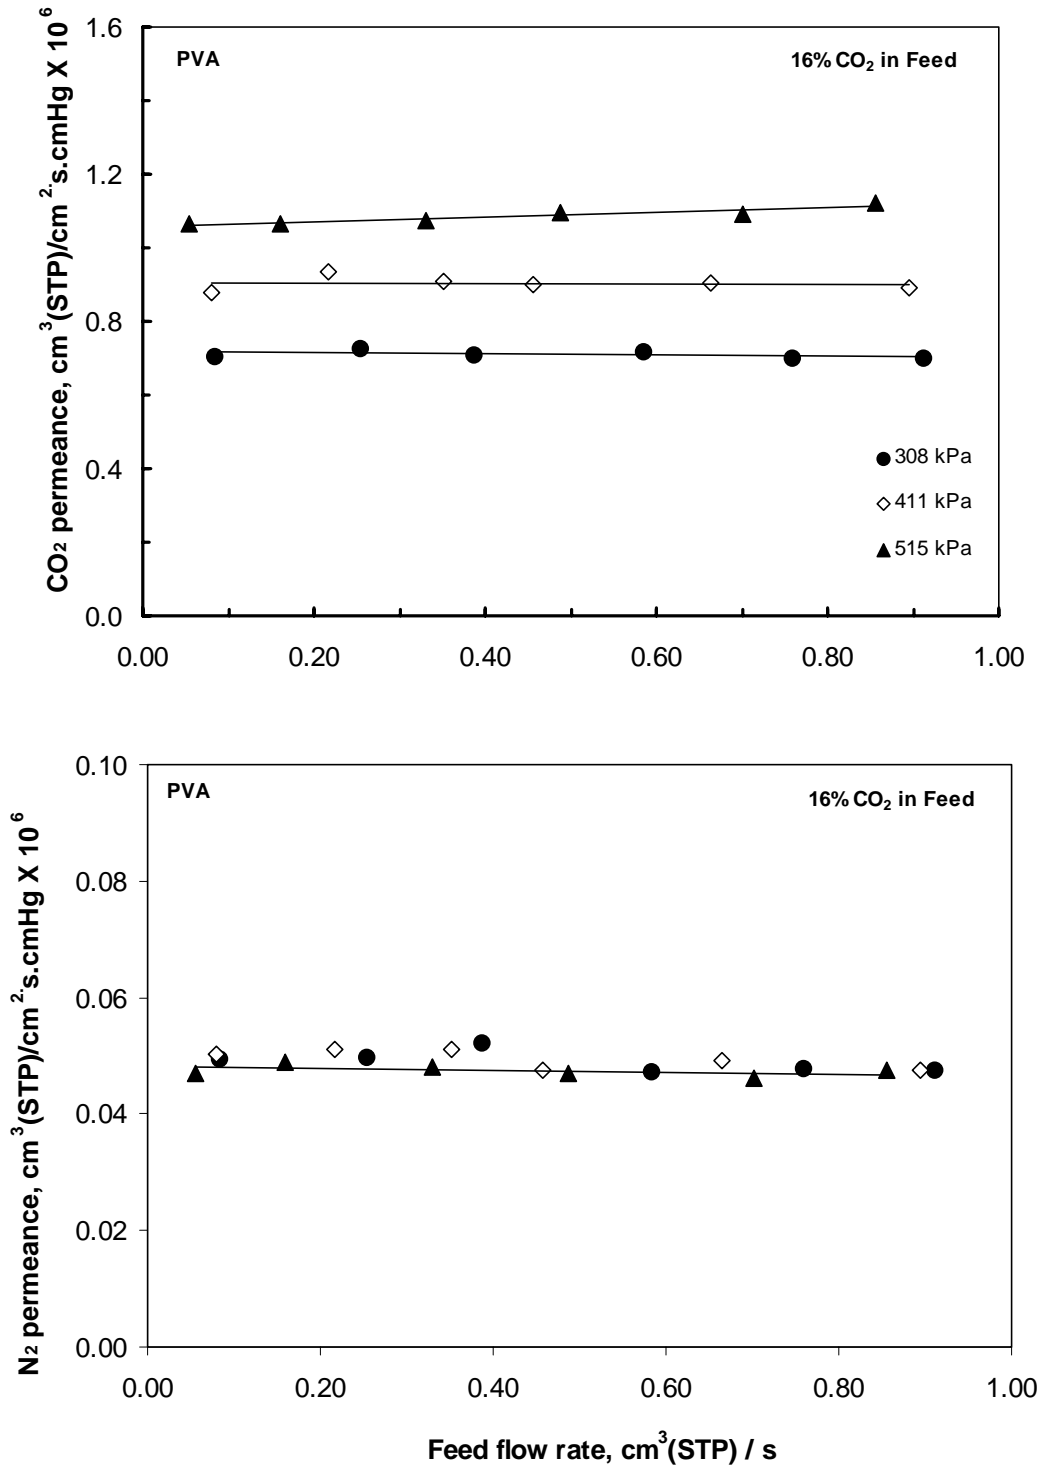 CO₂ permeance, cm³(STP)/cm²·s.cmHg X 10⁶
1.6
1.2
0.8
0.4
0.0
PVA
16% CO₂ in Feed
308 kPa
411 kPa
515 kPa
0.00 0.20 0.40 0.60 0.80 1.00
N₂ permeance, cm³(STP)/cm²·s.cmHg X 10⁶
0.10
0.08
0.06
0.04
0.02
0.00
PVA
16% CO₂ in Feed
0.00 0.20 0.40 0.60 0.80 1.00
Feed flow rate, cm³(STP) / s